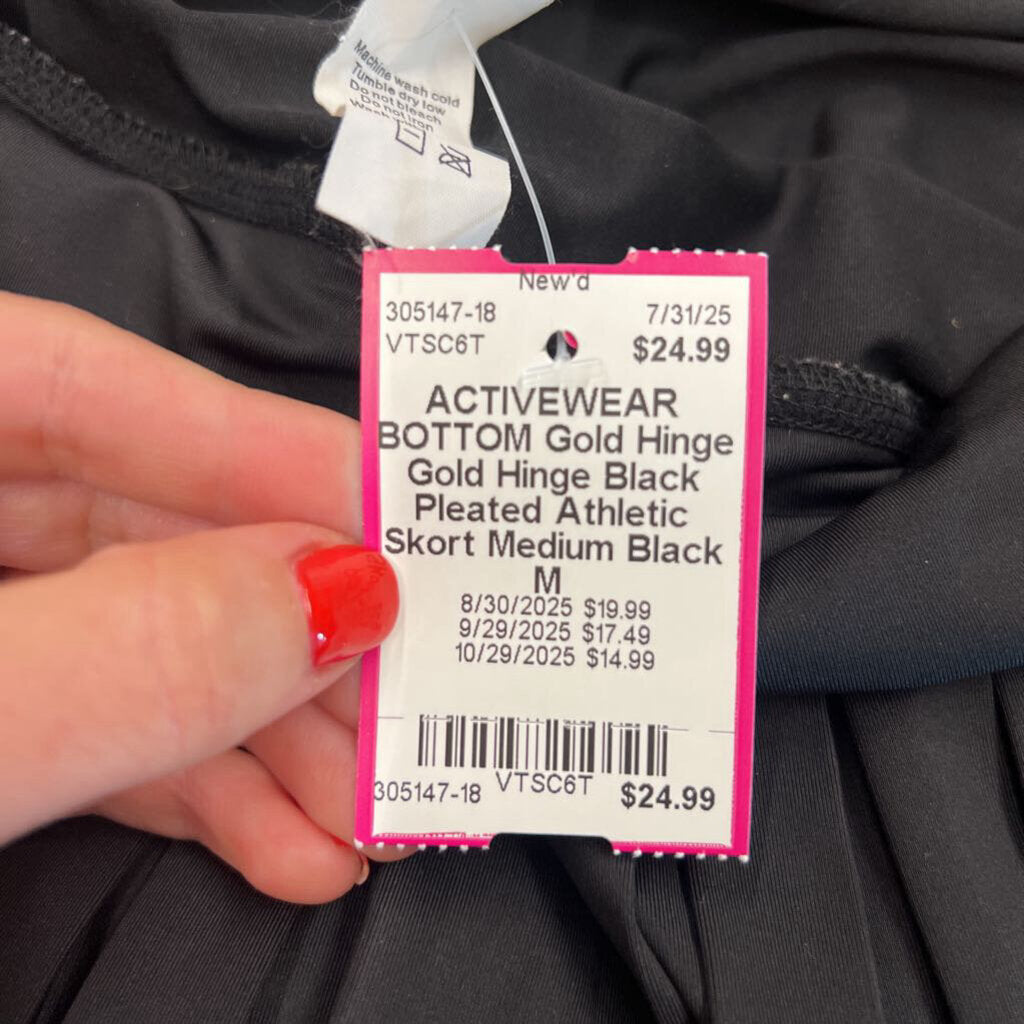 Machine wash cold
Tumble dry low
Do not bleach
Do not iron
Wash
New'd
305147-18 7/31/25
VTSC6T $24.99
ACTIVEWEAR
BOTTOM Gold Hinge
Gold Hinge Black
Pleated Athletic
Skort Medium Black
M
8/30/2025 $19.99
9/29/2025 $17.49
10/29/2025 $14.99
305147-18 VTSC6T $24.99